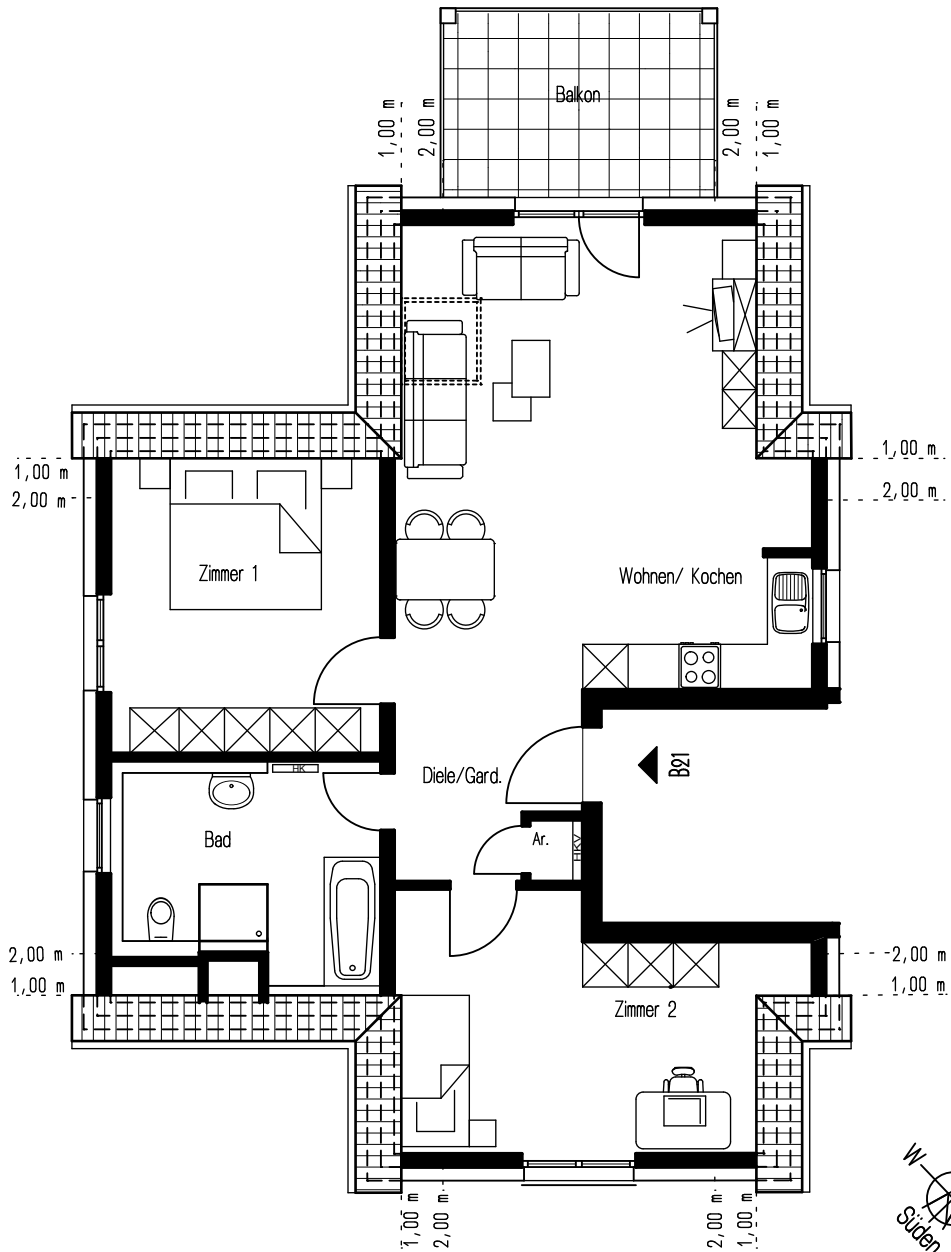 Balkon
1,00 m
2,00 m
2,00 m
1,00 m
1,00 m
2,00 m
1,00 m
2,00 m
Zimmer 1
Wohnen/ Kochen
HK
Diele/Gard.
B21
Bad
Ar.
HKV
2,00 m
1,00 m
2,00 m
1,00 m
Zimmer 2
1,00 m
2,00 m
2,00 m
1,00 m
W
Süden